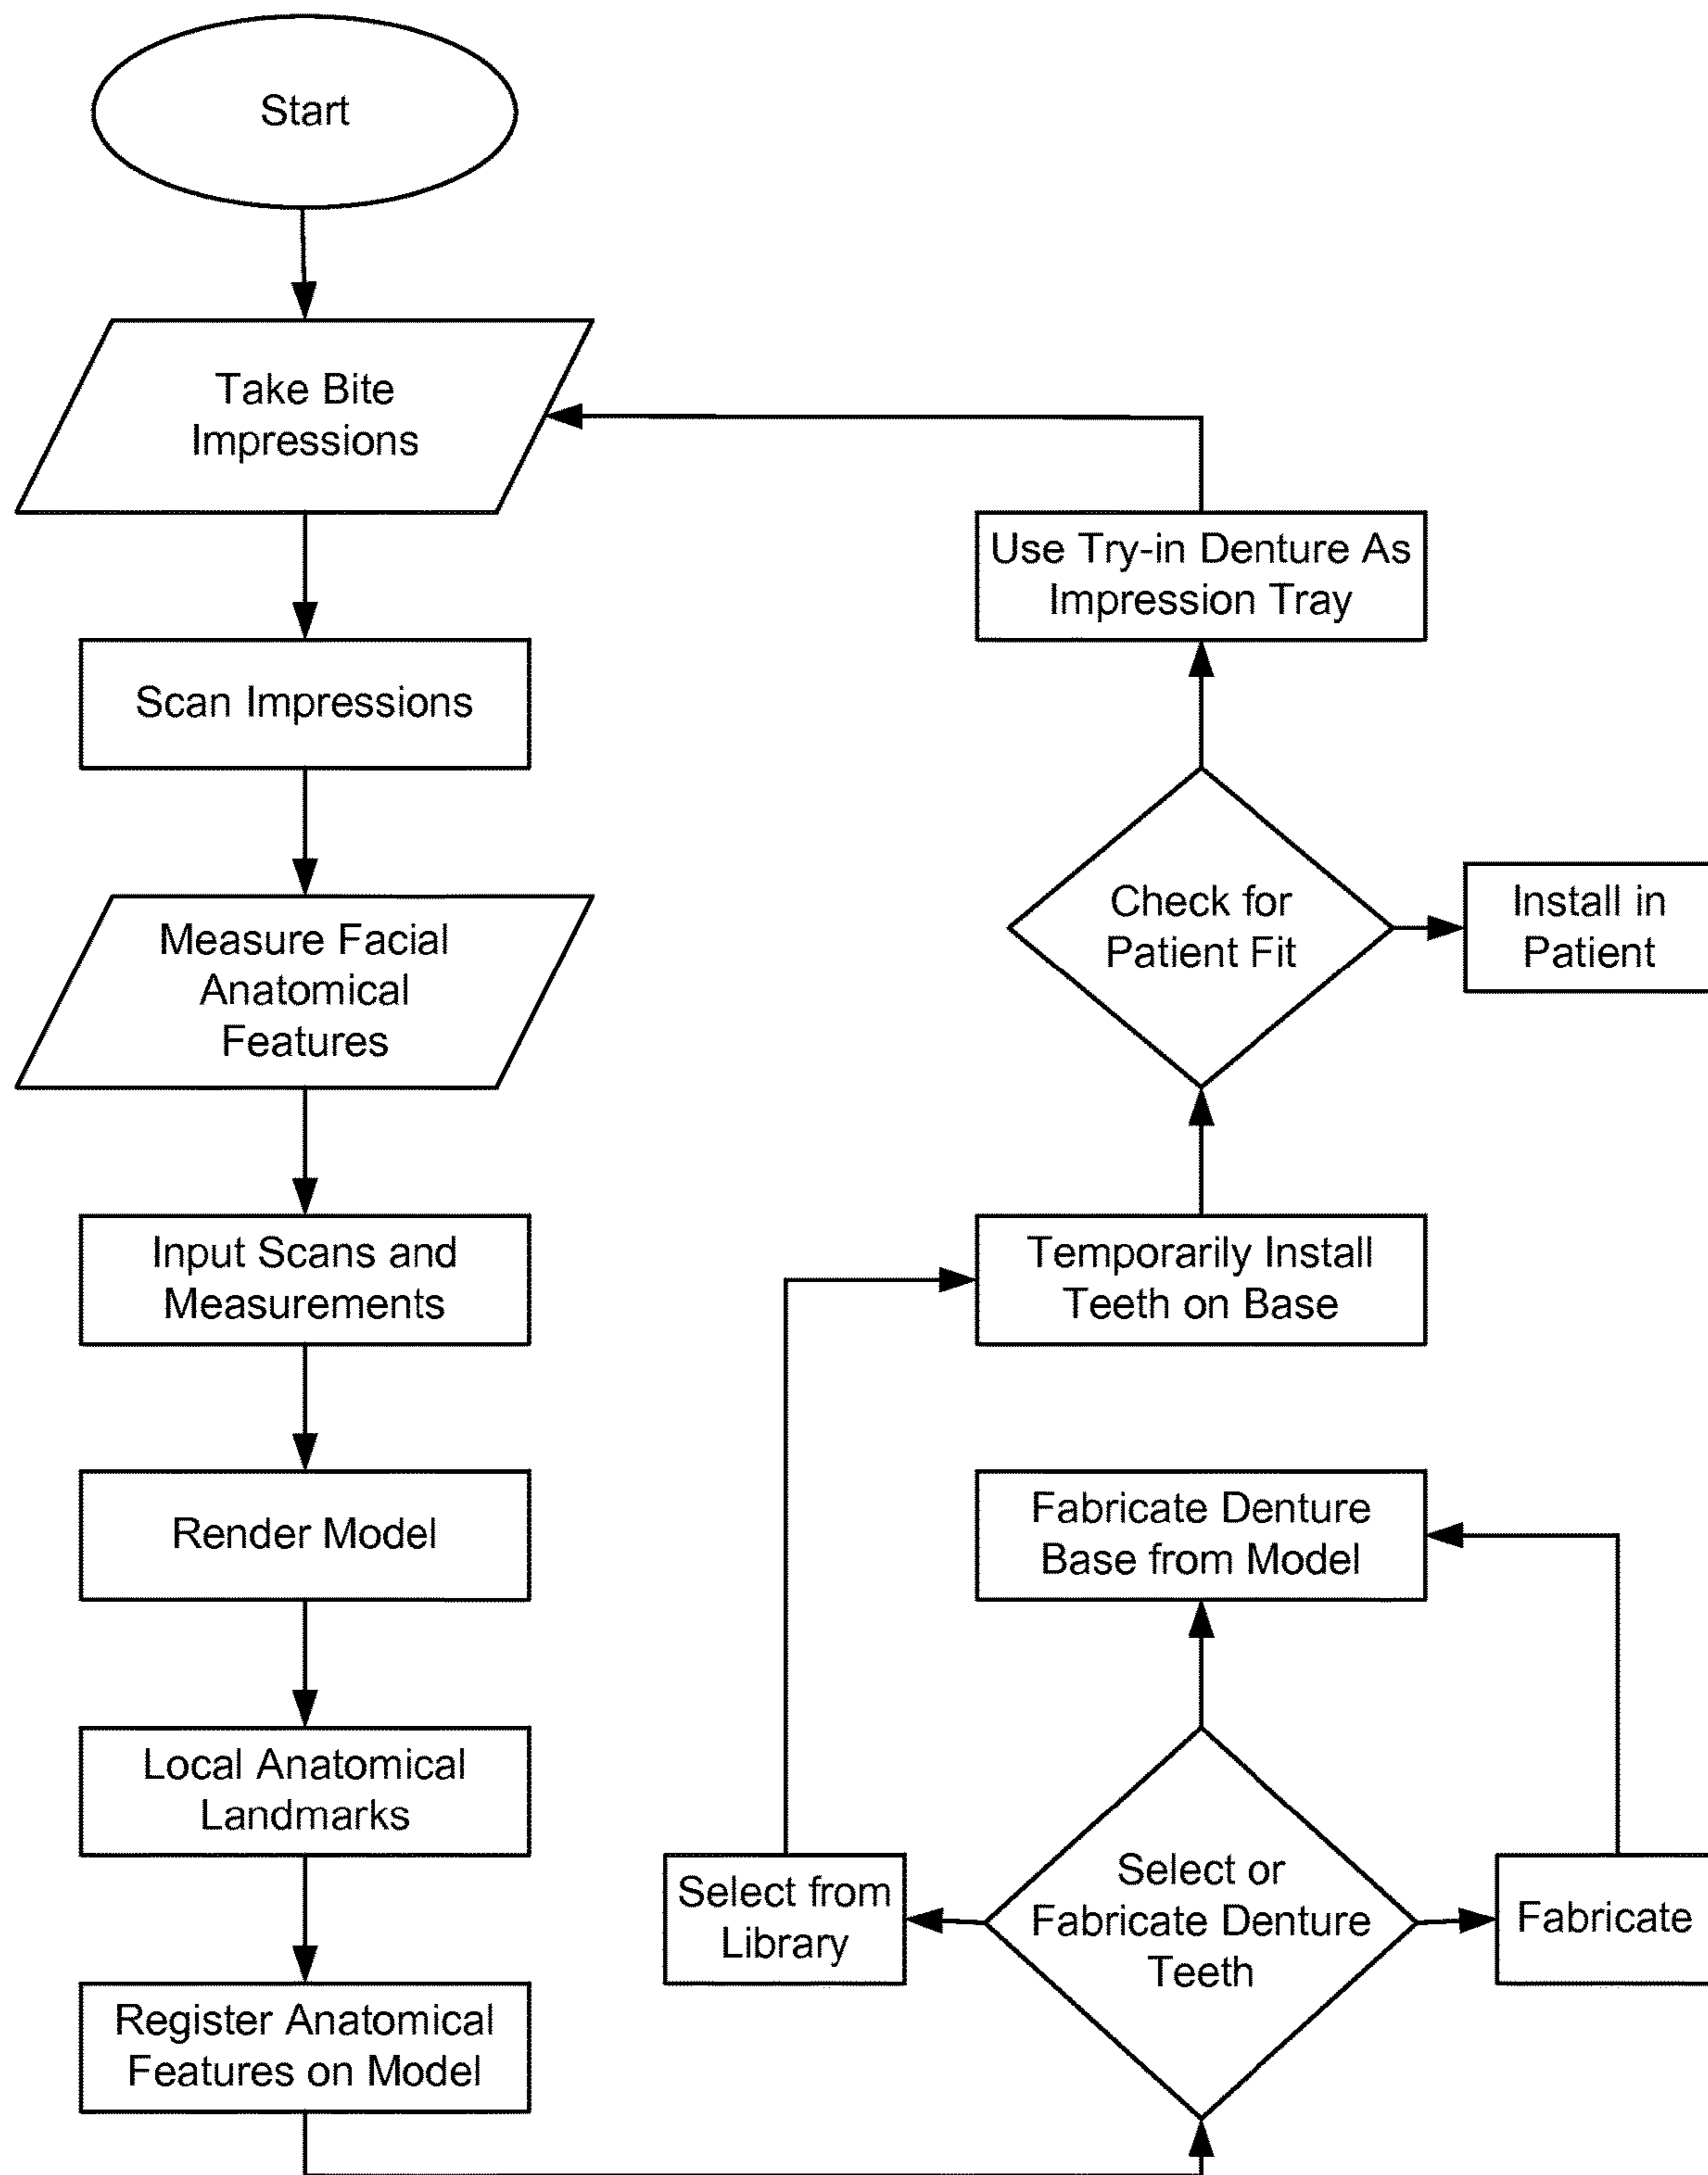 Start
Take Bite
Impressions
Scan Impressions
Measure Facial
Anatomical
Features
Input Scans and
Measurements
Render Model
Local Anatomical
Landmarks
Register Anatomical
Features on Model
Use Try-in Denture As
Impression Tray
Check for
Patient Fit
Install in
Patient
Temporarily Install
Teeth on Base
Fabricate Denture
Base from Model
Select from
Library
Select or
Fabricate Denture
Teeth
Fabricate